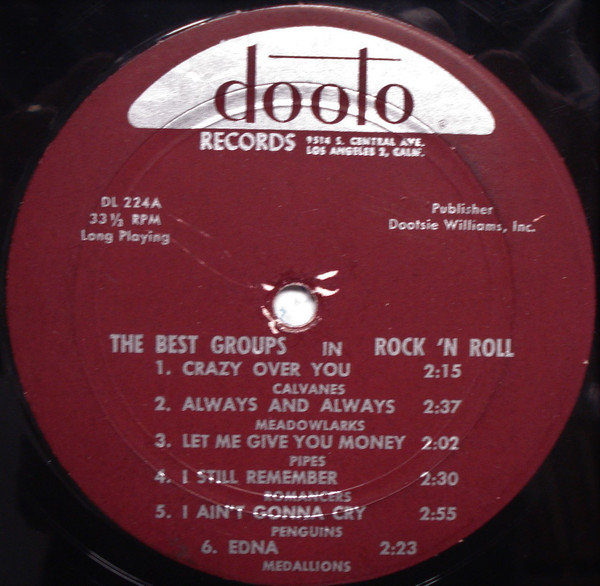 dooto
RECORDS 9514 S. CENTRAL AVE.
LOS ANGELES 2, CALIF.
DL 224A
33 ⅓ RPM
Long Playing
Publisher
Dootsie Williams, Inc.
THE BEST GROUPS IN ROCK 'N ROLL
1. CRAZY OVER YOU 2:15
CALVANES
2. ALWAYS AND ALWAYS 2:37
MEADOWLARKS
3. LET ME GIVE YOU MONEY 2:02
PIPES
4. I STILL REMEMBER 2:30
ROMANCERS
5. I AIN'T GONNA CRY 2:55
PENGUINS
6. EDNA 2:23
MEDALLIONS